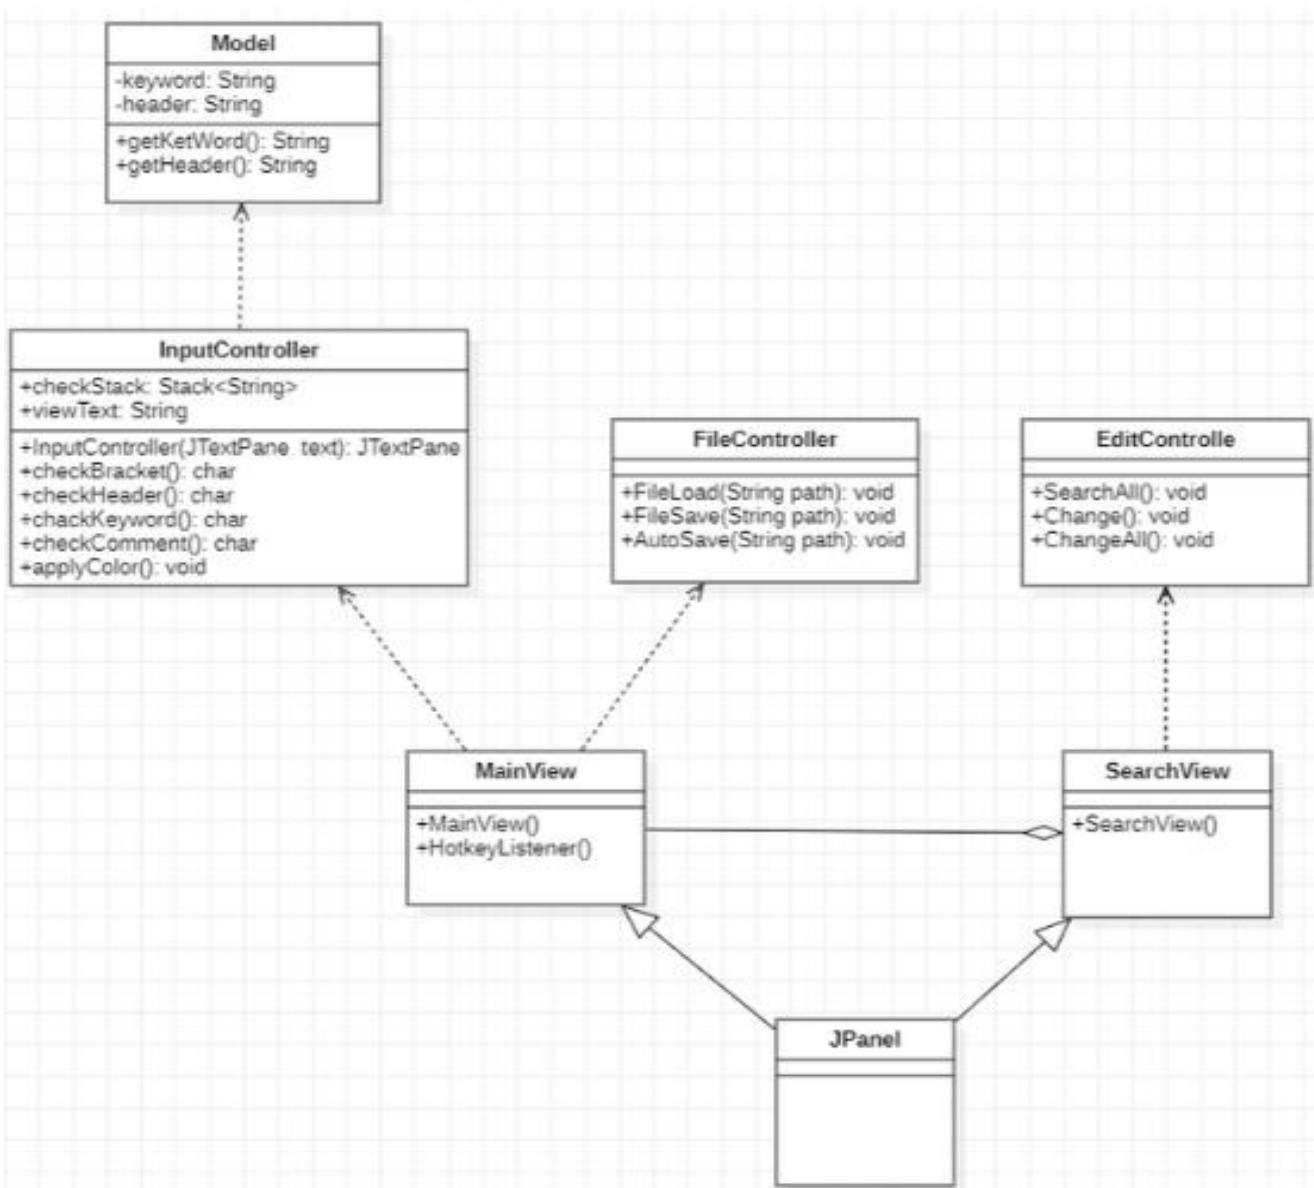 Model
-keyword: String
-header: String
+getKetWord(): String
+getHeader(): String
InputController
+checkStack: Stack<String>
+viewText: String
+InputController(JTextPane text): JTextPane
+checkBracket(): char
+checkHeader(): char
+chackKeyword(): char
+checkComment(): char
+applyColor(): void
FileController
+FileLoad(String path): void
+FileSave(String path): void
+AutoSave(String path): void
EditControlle
+SearchAll(): void
+Change(): void
+ChangeAll(): void
MainView
+MainView()
+HotkeyListener()
SearchView
+SearchView()
JPanel